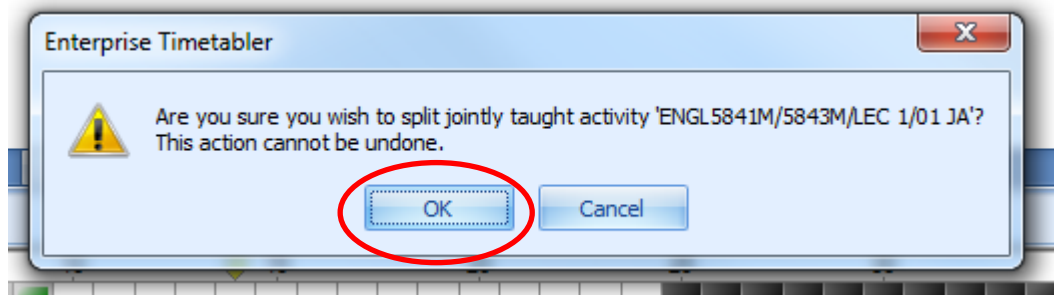 Enterprise Timetabler
Are you sure you wish to split jointly taught activity 'ENGL5841M/5843M/LEC 1/01 JA'?
This action cannot be undone.
OK
Cancel